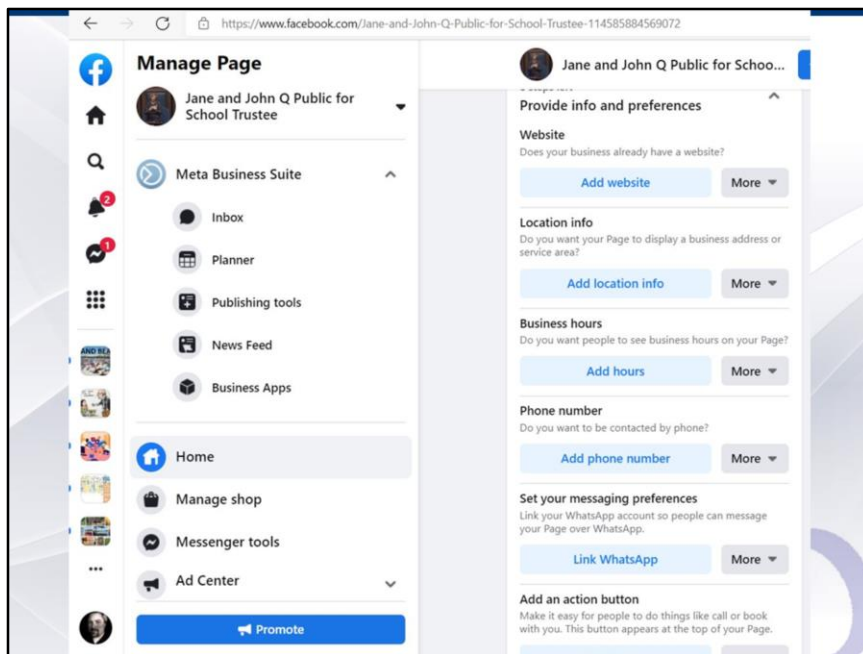 https://www.facebook.com/Jane-and-John-Q-Public-for-School-Trustee-114585884569072
Manage Page
Jane and John Q Public for
School Trustee
Meta Business Suite
Inbox
Planner
Publishing tools
News Feed
Business Apps
Home
Manage shop
Messenger tools
Ad Center
Promote
2
1
AND BEA
Jane and John Q Public for Schoo...
Provide info and preferences
Website
Does your business already have a website?
Add website More
Location info
Do you want your Page to display a business address or
service area?
Add location info More
Business hours
Do you want people to see business hours on your Page?
Add hours More
Phone number
Do you want to be contacted by phone?
Add phone number More
Set your messaging preferences
Link your WhatsApp account so people can message
your Page over WhatsApp.
Link WhatsApp More
Add an action button
Make it easy for people to do things like call or book
with you. This button appears at the top of your Page.